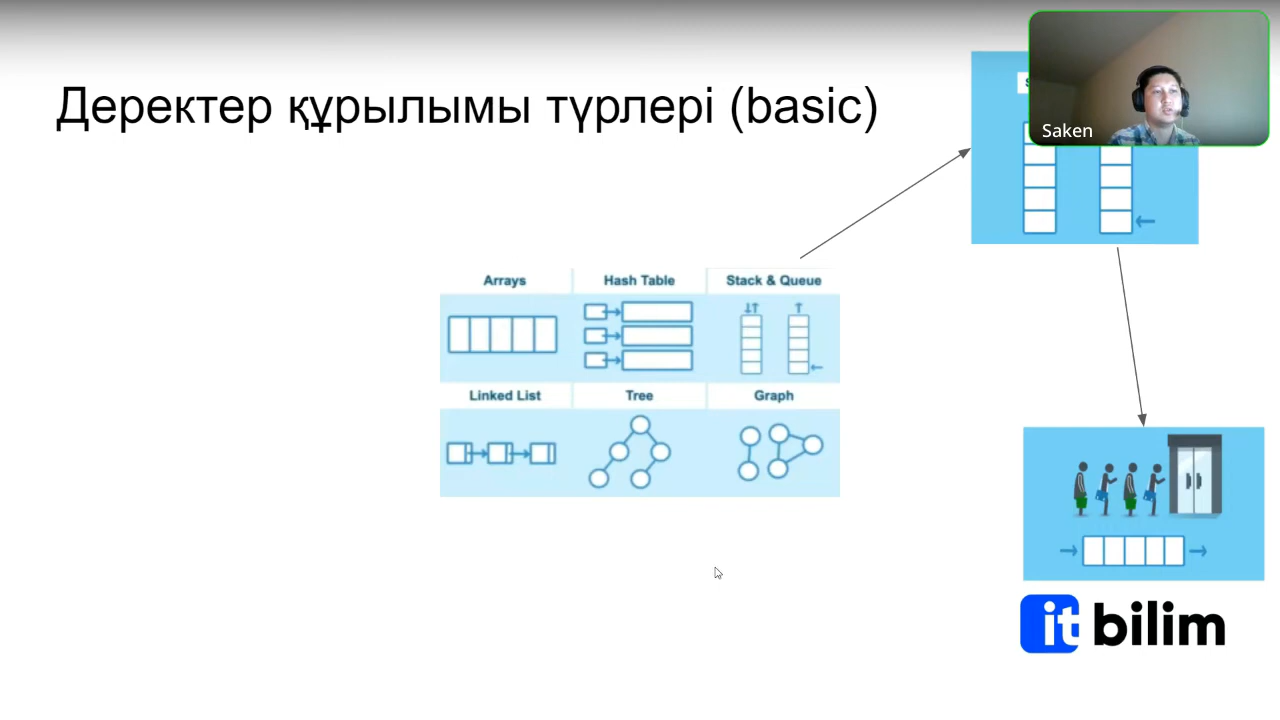 Деректер құрылымы түрлері (basic)
Saken
Arrays
Hash Table
Stack & Queue
Linked List
Tree
Graph
it bilim